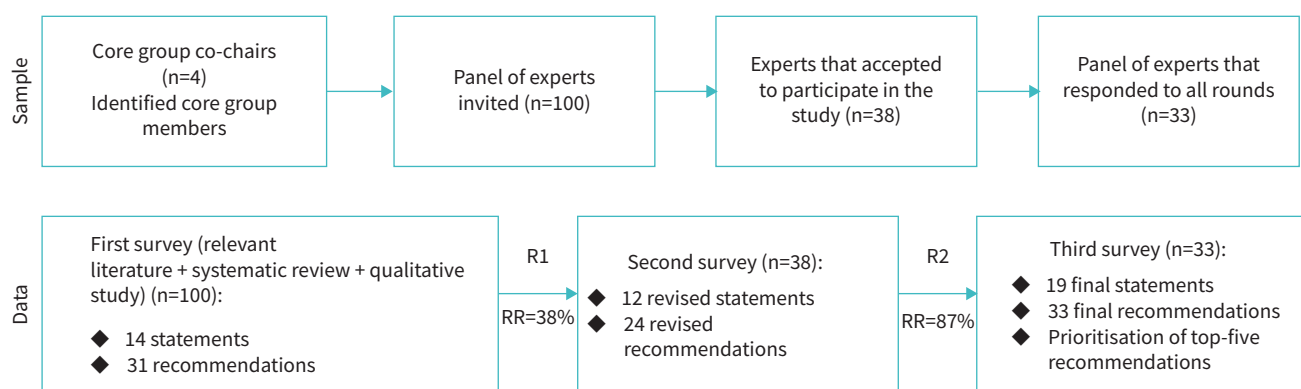 Sample
Core group co-chairs
(n=4)
Identified core group
members
Panel of experts
invited (n=100)
Experts that accepted
to participate in the
study (n=38)
Panel of experts that
responded to all rounds
(n=33)
Data
First survey (relevant
literature + systematic review + qualitative
study) (n=100):
◆ 14 statements
◆ 31 recommendations
R1
RR=38%
Second survey (n=38):
◆ 12 revised statements
◆ 24 revised
recommendations
R2
RR=87%
Third survey (n=33):
◆ 19 final statements
◆ 33 final recommendations
◆ Prioritisation of top-five
recommendations